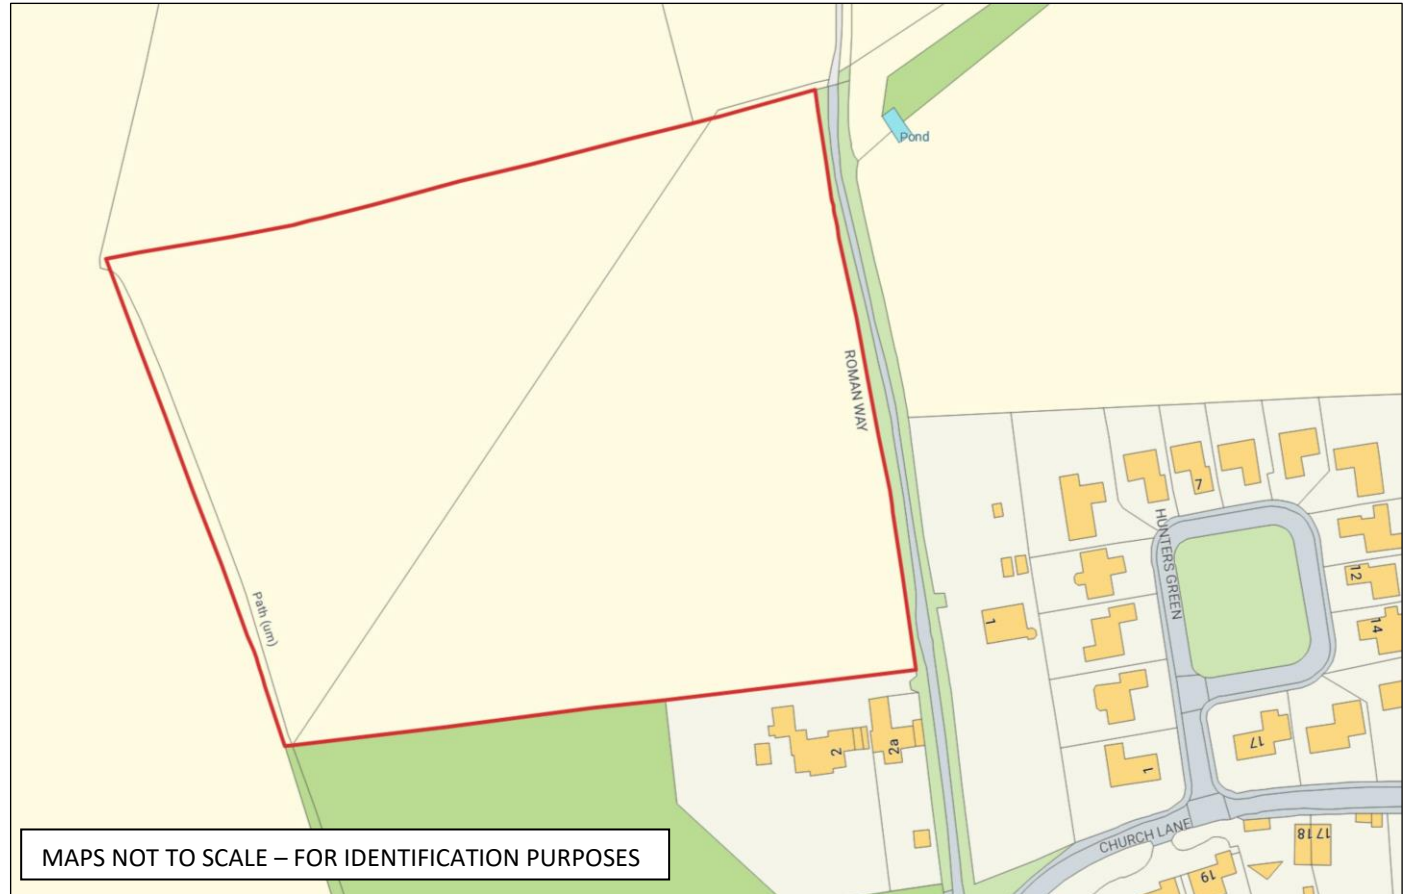 Pond
ROMAN WAY
7
HUNTERS GREEN
12
1
14
Path (um)
2
2a
17
1
CHURCH LANE
17
18
19
MAPS NOT TO SCALE – FOR IDENTIFICATION PURPOSES